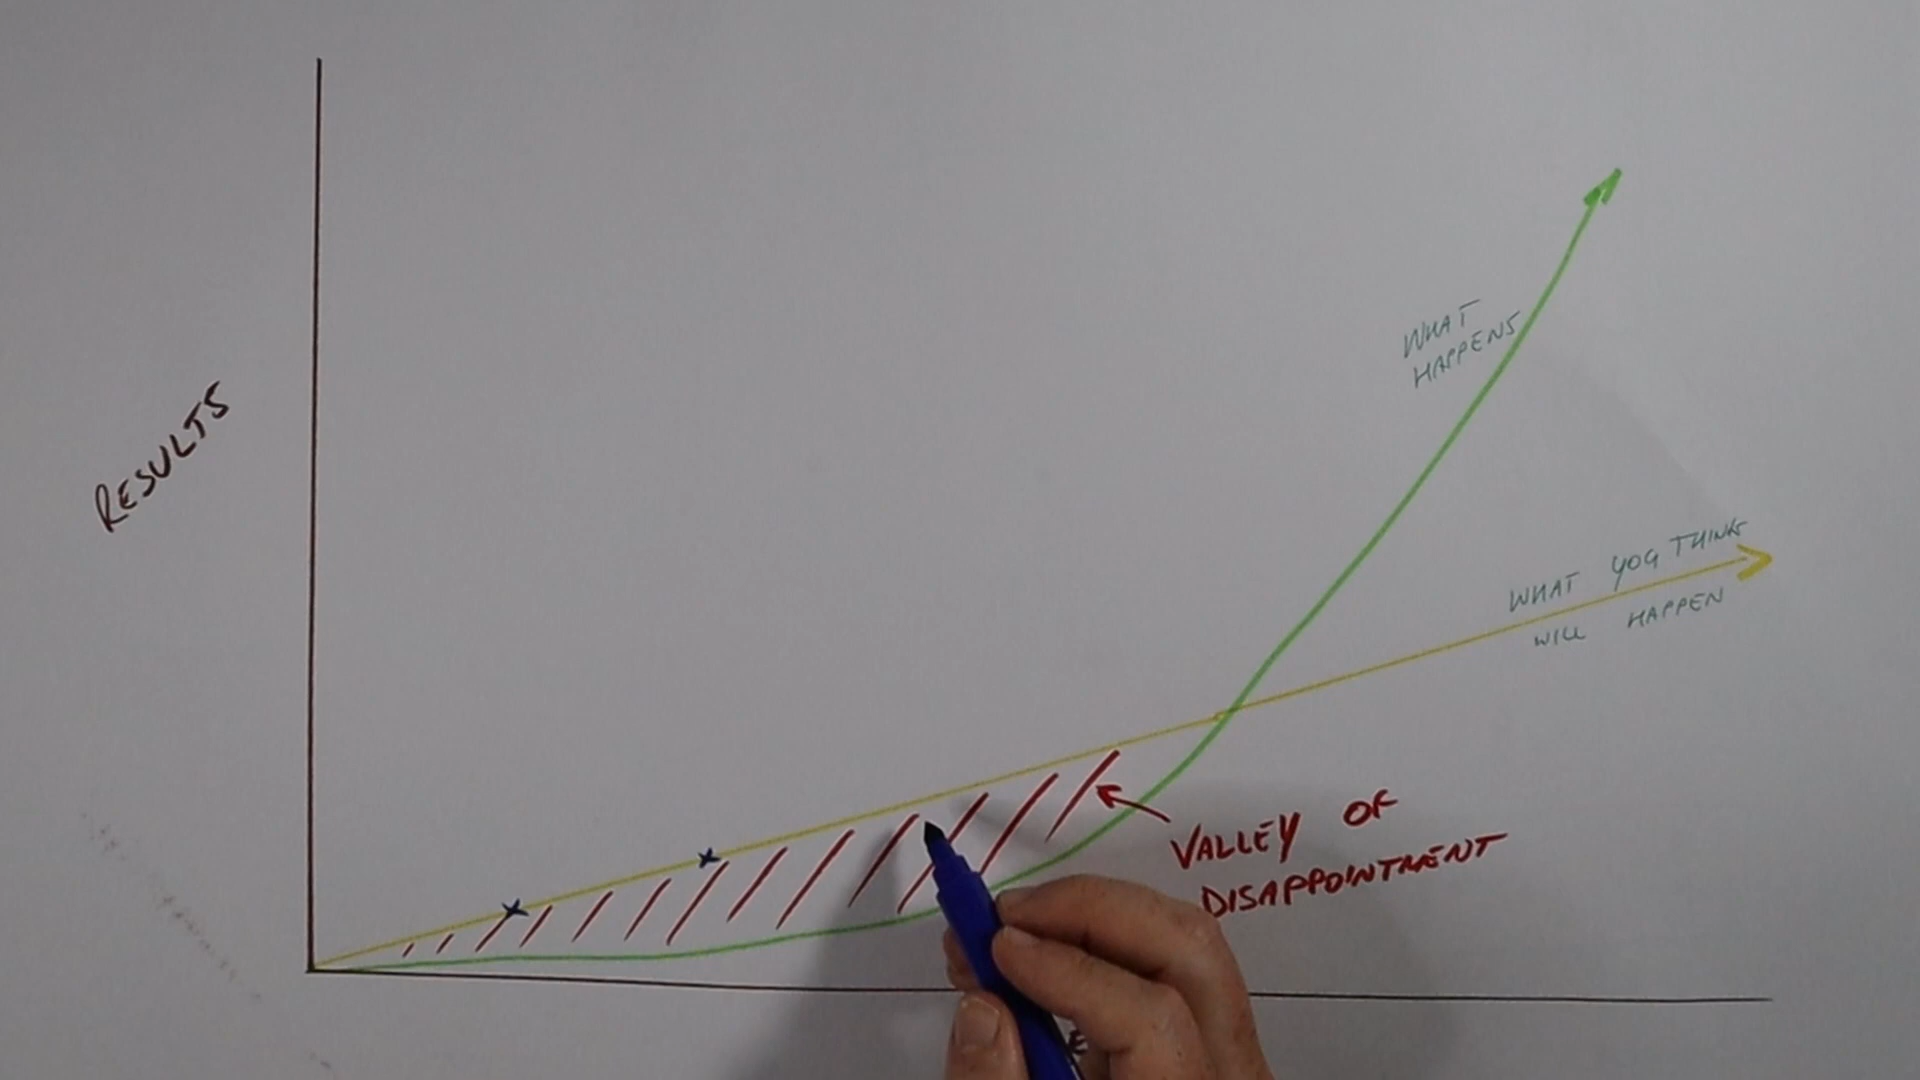 RESULTS
WHAT
HAPPENS
WHAT YOU THINK
WILL HAPPEN
VALLEY OF
DISAPPOINTMENT